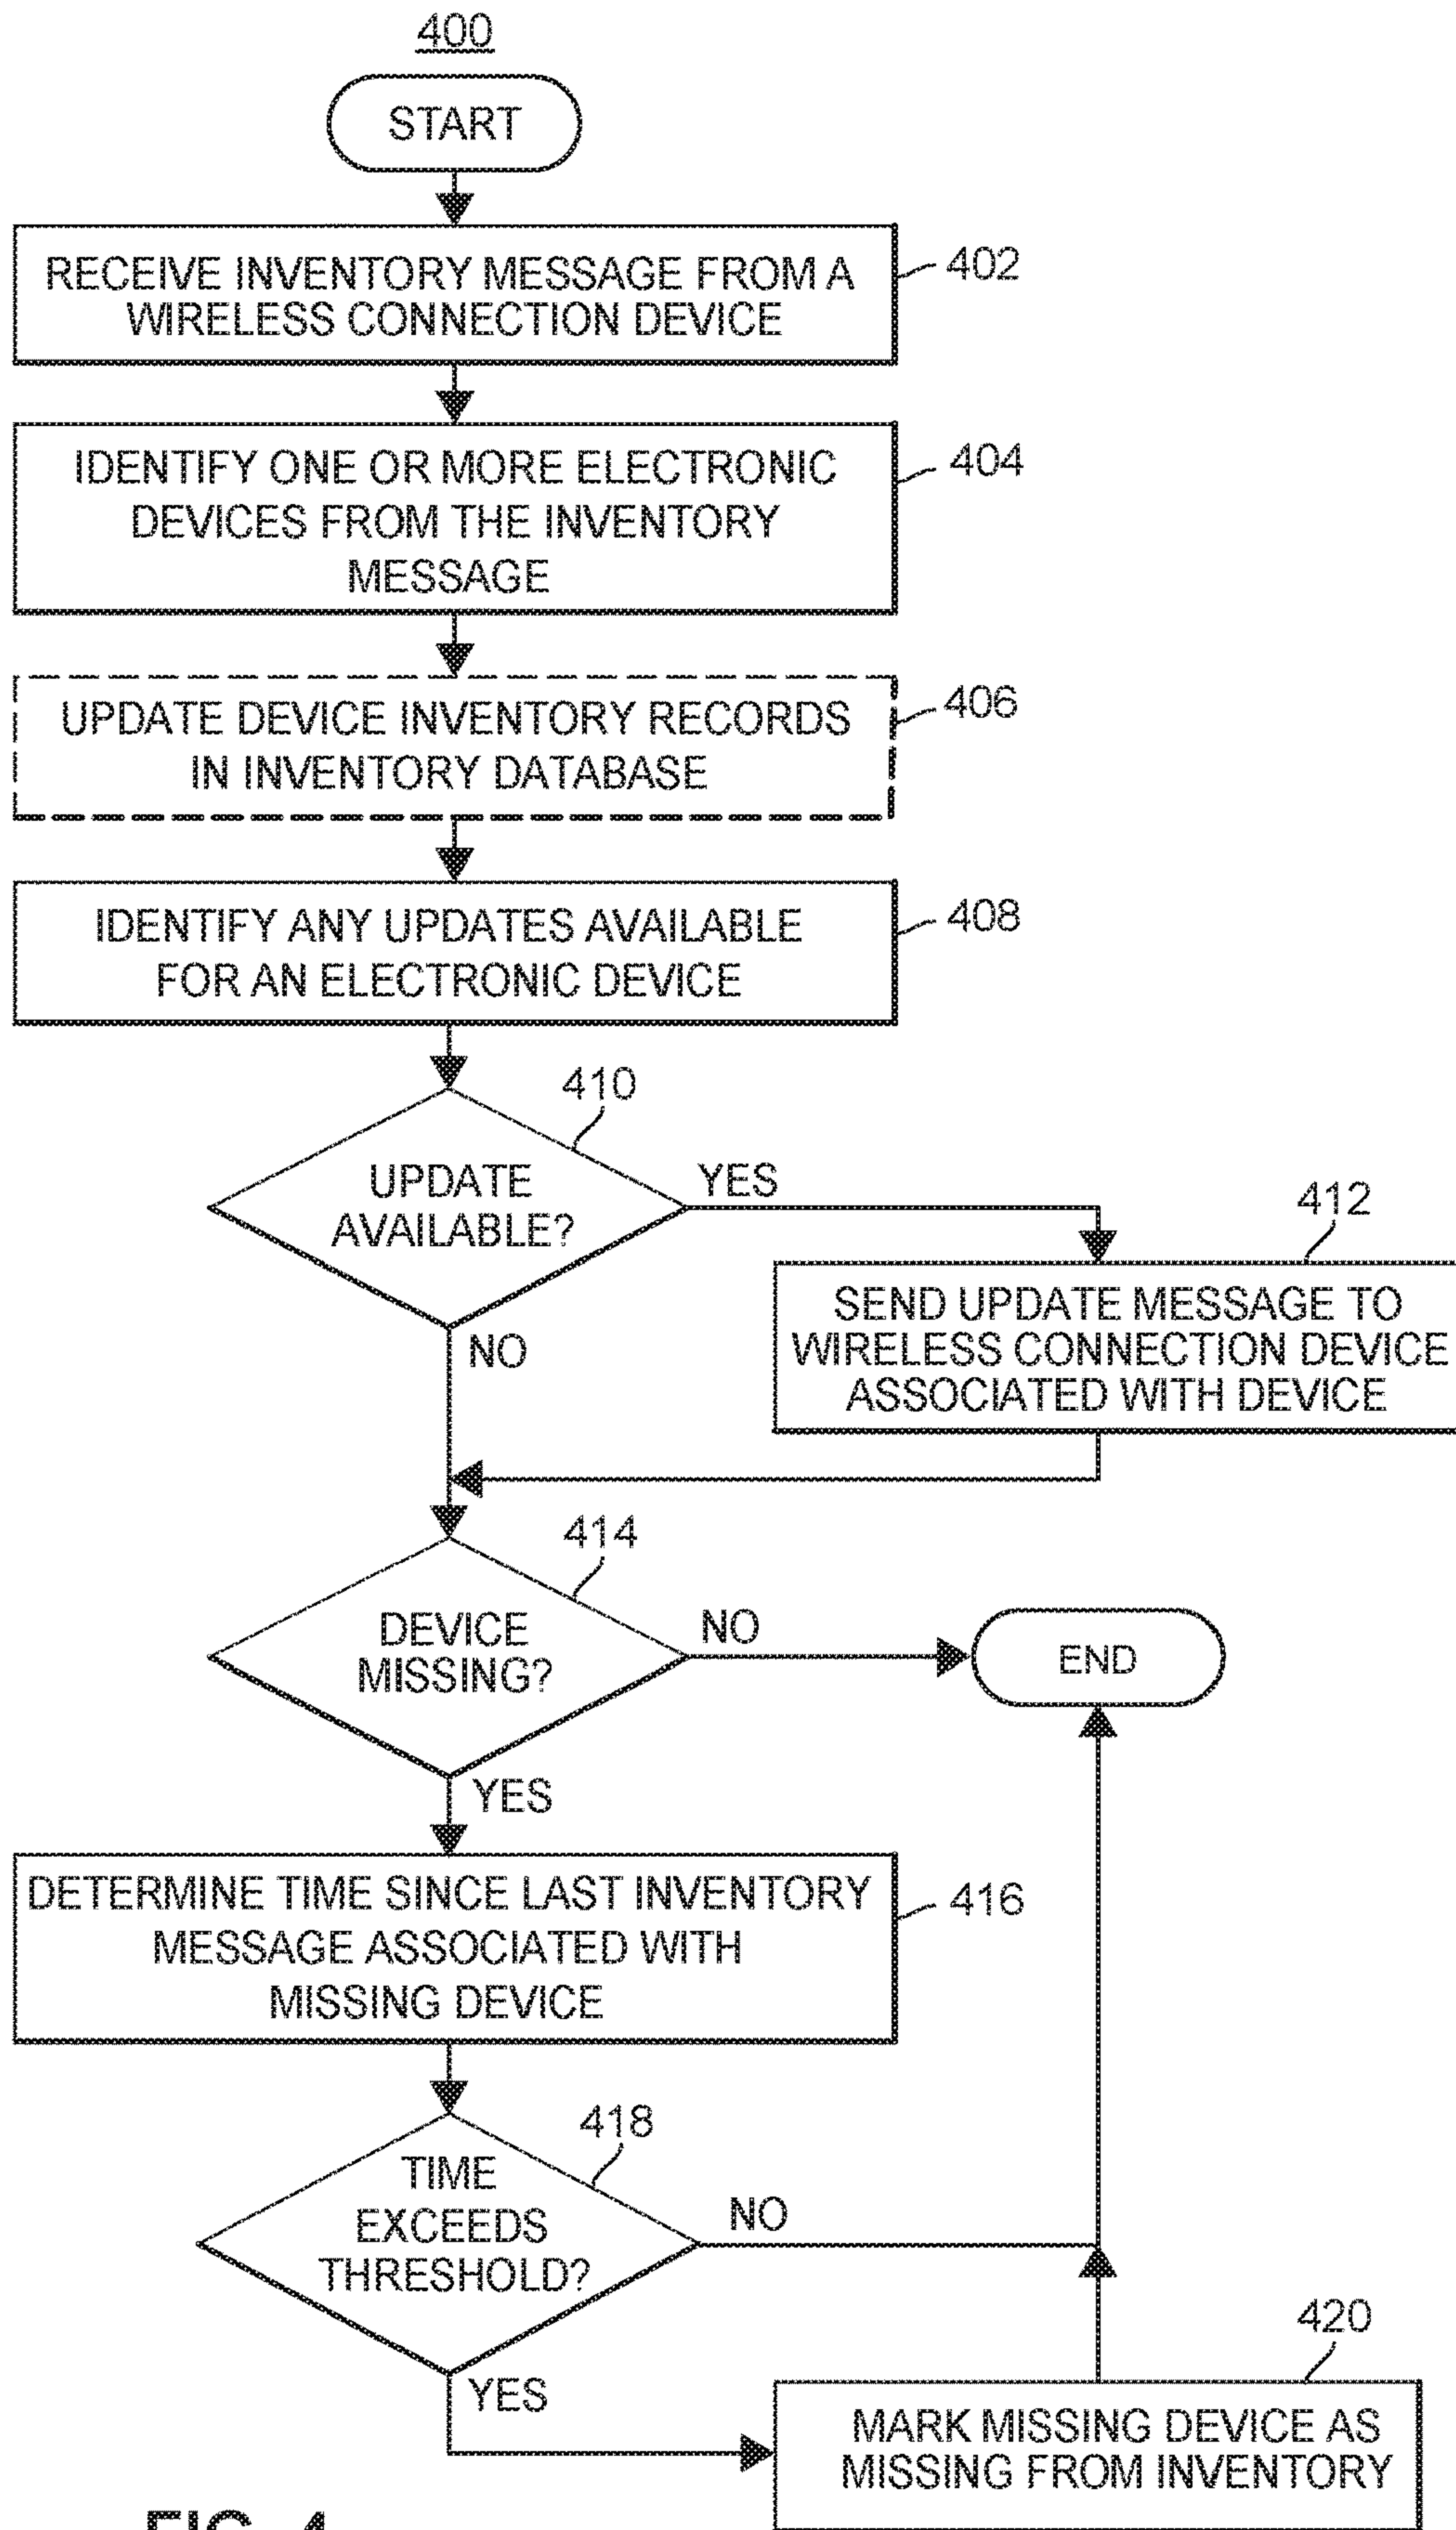 400
START
RECEIVE INVENTORY MESSAGE FROM A
WIRELESS CONNECTION DEVICE
402
IDENTIFY ONE OR MORE ELECTRONIC
DEVICES FROM THE INVENTORY
MESSAGE
404
UPDATE DEVICE INVENTORY RECORDS
IN INVENTORY DATABASE
406
IDENTIFY ANY UPDATES AVAILABLE
FOR AN ELECTRONIC DEVICE
408
410
UPDATE
AVAILABLE?
YES
NO
412
SEND UPDATE MESSAGE TO
WIRELESS CONNECTION DEVICE
ASSOCIATED WITH DEVICE
414
DEVICE
MISSING?
NO
END
YES
DETERMINE TIME SINCE LAST INVENTORY
MESSAGE ASSOCIATED WITH
MISSING DEVICE
416
418
TIME
EXCEEDS
THRESHOLD?
NO
YES
420
MARK MISSING DEVICE AS
MISSING FROM INVENTORY
FIG. 4